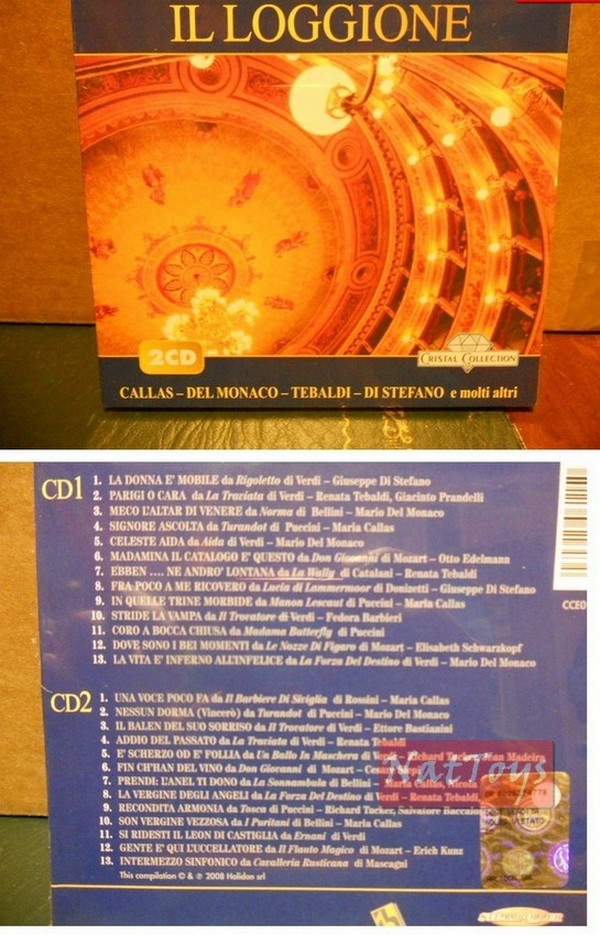 IL LOGGIONE
2CD
CRISTAL COLLECTION
CALLAS – DEL MONACO – TEBALDI – DI STEFANO e molti altri
CD1
1. LA DONNA E' MOBILE da Rigoletto di Verdi – Giuseppe Di Stefano
2. PARIGI O CARA da La Traviata di Verdi – Renata Tebaldi, Giacinto Prandelli
3. MECO L'ALTAR DI VENERE da Norma di Bellini – Mario Del Monaco
4. SIGNORE ASCOLTA da Turandot di Puccini – Maria Callas
5. CELESTE AIDA da Aida di Verdi – Mario Del Monaco
6. MADAMINA IL CATALOGO E' QUESTO da Don Giovanni di Mozart – Otto Edelmann
7. EBBEN .... NE ANDRO' LONTANA da La Wally di Catalani – Renata Tebaldi
8. FRA POCO A ME RICOVERO da Lucia di Lammermoor di Donizetti – Giuseppe Di Stefano
9. IN QUELLE TRINE MORBIDE da Manon Lescaut di Puccini – Maria Callas
10. STRIDE LA VAMPA da Il Trovatore di Verdi – Fedora Barbieri
11. CORO A BOCCA CHIUSA da Madama Butterfly di Puccini
12. DOVE SONO I BEI MOMENTI da Le Nozze Di Figaro di Mozart – Elisabeth Schwarzkopf
13. LA VITA E' INFERNO ALL'INFELICE da La Forza Del Destino di Verdi – Mario Del Monaco
CCE0
CD2
1. UNA VOCE POCO FA da Il Barbiere Di Siviglia di Rossini – Maria Callas
2. NESSUN DORMA (Vincerò) da Turandot di Puccini – Mario Del Monaco
3. IL BALEN DEL SUO SORRISO da Il Trovatore di Verdi – Ettore Bastianini
4. ADDIO DEL PASSATO da La Traviata di Verdi – Renata Tebaldi
5. E' SCHERZO OD E' FOLLIA da Un Ballo In Maschera di Richard Tucker, Jean Madeira
6. FIN CH'HAN DEL VINO da Don Giovanni di Mozart –
7. PRENDI: L'ANEL TI DONO da La Sonnambula di Bellini – Maria Callas, Nicola
8. LA VERGINE DEGLI ANGELI da La Forza Del Destino di Verdi – Renata Tebaldi
9. RECONDITA ARMONIA da Tosca di Puccini – Richard Tucker, Salvatore Baccaloni
10. SON VERGINE VEZZOSA da I Puritani di Bellini – Maria Callas
11. SI RIDESTI IL LEON DI CASTIGLIA da Ernani di Verdi
12. GENTE E' QUI L'UCCELLATORE da Il Flauto Magico di Mozart – Erich Kunz
13. INTERMEZZO SINFONICO da Cavalleria Rusticana di Mascagni
This compilation © & ℗ 2008 Halidon srl
NatToys